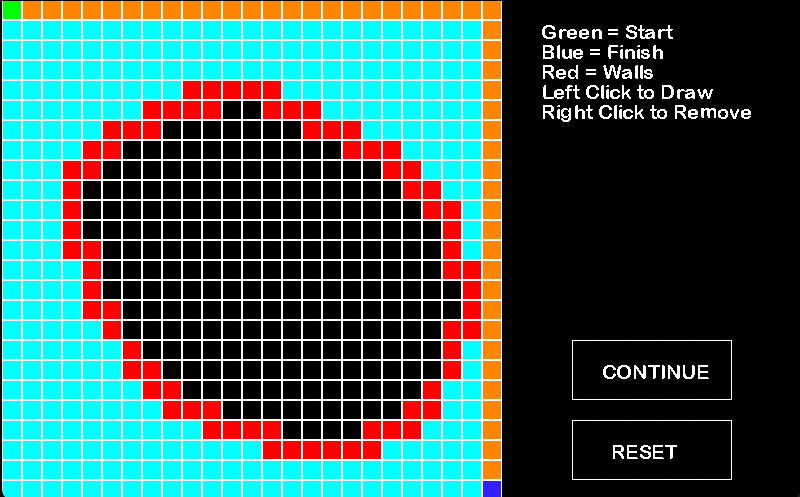 Green = Start
Blue = Finish
Red = Walls
Left Click to Draw
Right Click to Remove
CONTINUE
RESET